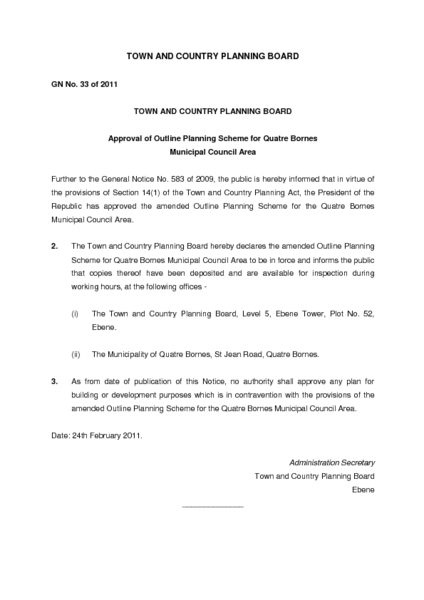 TOWN AND COUNTRY PLANNING BOARD
GN No. 33 of 2011
TOWN AND COUNTRY PLANNING BOARD
Approval of Outline Planning Scheme for Quatre Bornes
Municipal Council Area
Further to the General Notice No. 583 of 2009, the public is hereby informed that in virtue of
the provisions of Section 14(1) of the Town and Country Planning Act, the President of the
Republic has approved the amended Outline Planning Scheme for the Quatre Bornes
Municipal Council Area.
2. The Town and Country Planning Board hereby declares the amended Outline Planning
Scheme for Quatre Bornes Municipal Council Area to be in force and informs the public
that copies thereof have been deposited and are available for inspection during
working hours, at the following offices -
(i) The Town and Country Planning Board, Level 5, Ebene Tower, Plot No. 52,
Ebene.
(ii) The Municipality of Quatre Bornes, St Jean Road, Quatre Bornes.
3. As from date of publication of this Notice, no authority shall approve any plan for
building or development purposes which is in contravention with the provisions of the
amended Outline Planning Scheme for the Quatre Bornes Municipal Council Area.
Date: 24th February 2011.
Administration Secretary
Town and Country Planning Board
Ebene